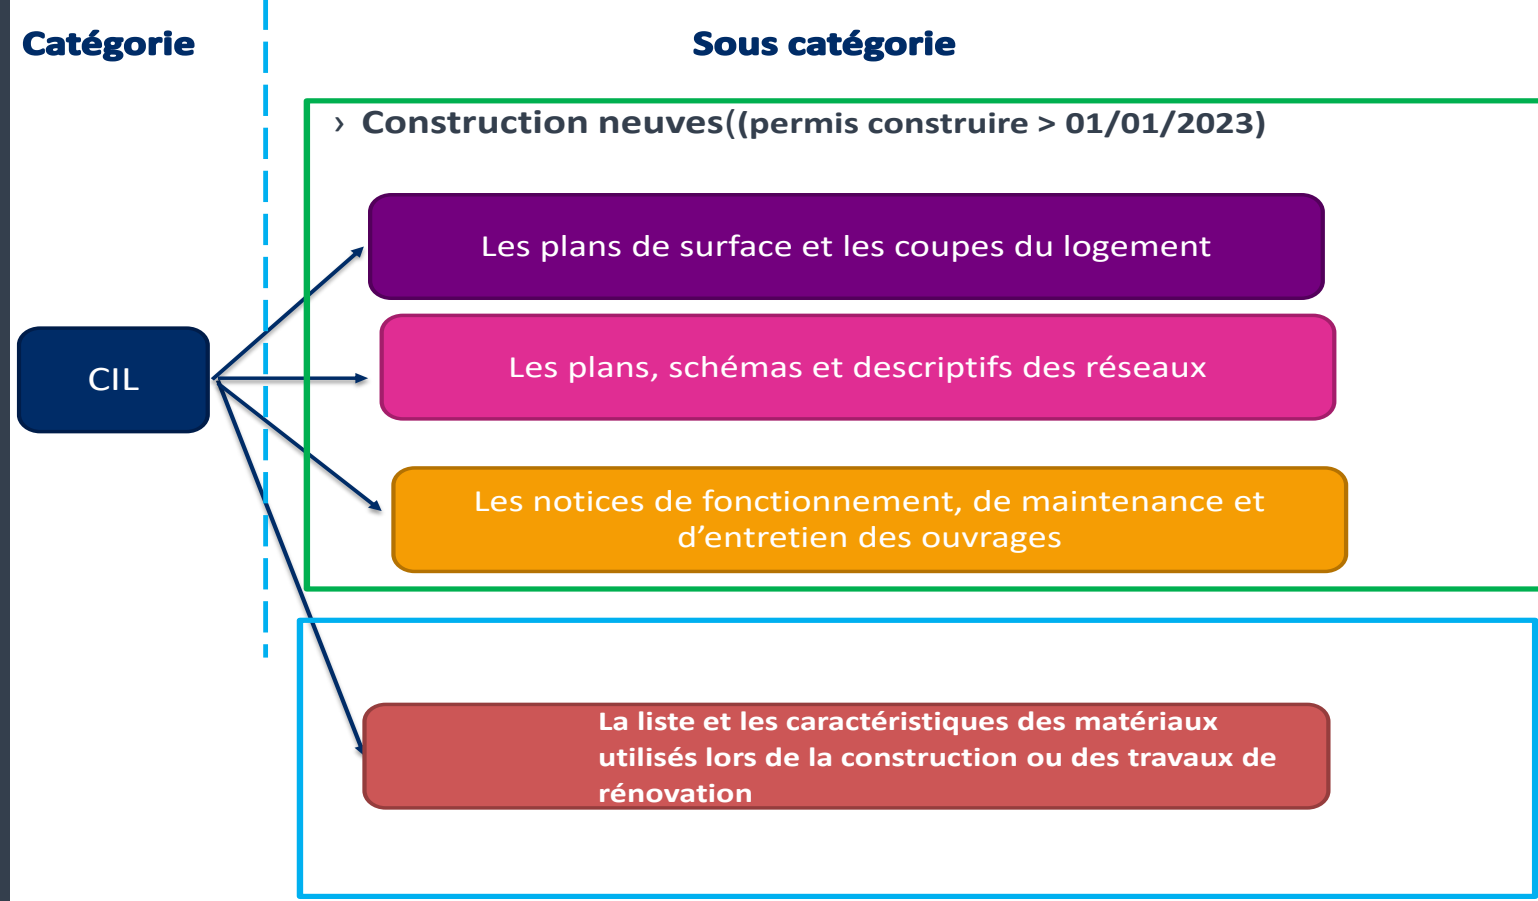 Catégorie
Sous catégorie
› Construction neuves((permis construire > 01/01/2023)
Les plans de surface et les coupes du logement
CIL
Les plans, schémas et descriptifs des réseaux
Les notices de fonctionnement, de maintenance et
d’entretien des ouvrages
La liste et les caractéristiques des matériaux
utilisés lors de la construction ou des travaux de
rénovation